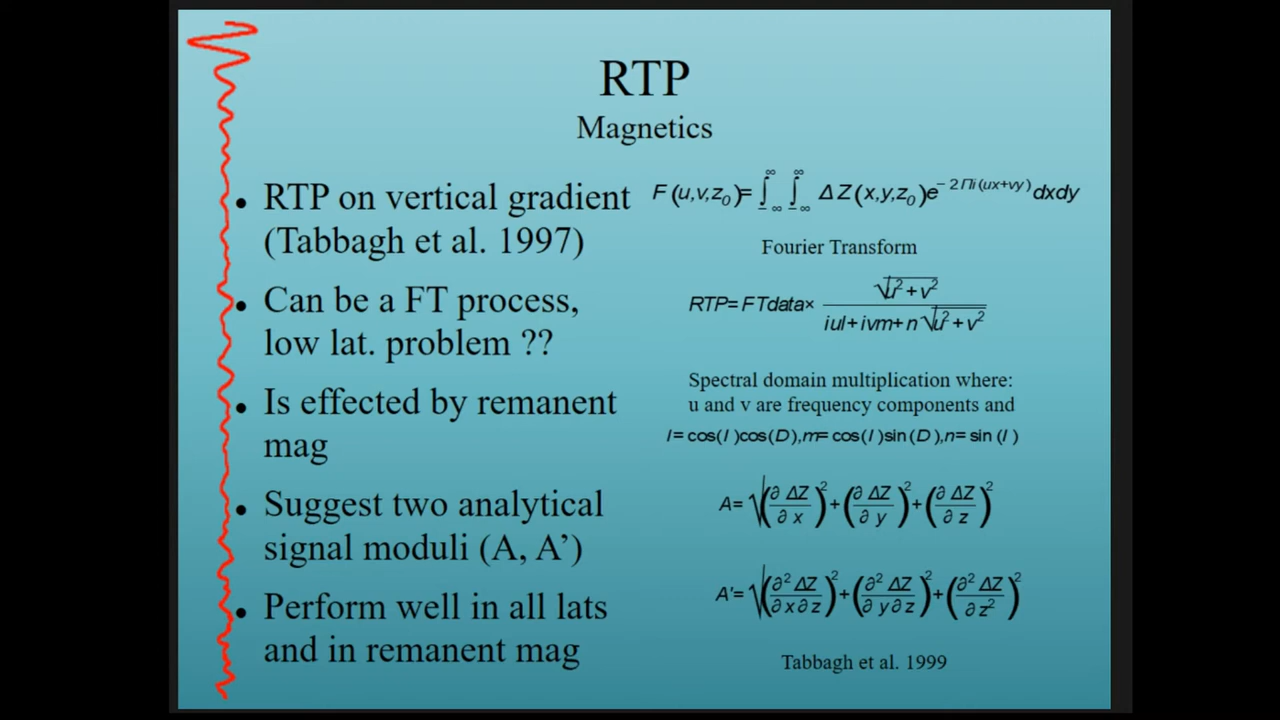 RTP
Magnetics
• RTP on vertical gradient
(Tabbagh et al. 1997)
• Can be a FT process,
low lat. problem ??
• Is effected by remanent
mag
• Suggest two analytical
signal moduli (A, A’)
• Perform well in all lats
and in remanent mag
F(u,v,z₀)=∫₋∞^∞ ∫₋∞^∞ ΔZ(x,y,z₀)e^{-2Πi(ux+vy)}dxdy
Fourier Transform
RTP=FTdata× √(u²+v²) / (iul+ivm+n√(u²+v²))
Spectral domain multiplication where:
u and v are frequency components and
l=cos(I)cos(D),m=cos(I)sin(D),n=sin(I)
A=√((∂ΔZ/∂x)²+(∂ΔZ/∂y)²+(∂ΔZ/∂z)²)
A'=√((∂²ΔZ/∂x∂z)²+(∂²ΔZ/∂y∂z)²+(∂²ΔZ/∂z²)²)
Tabbagh et al. 1999